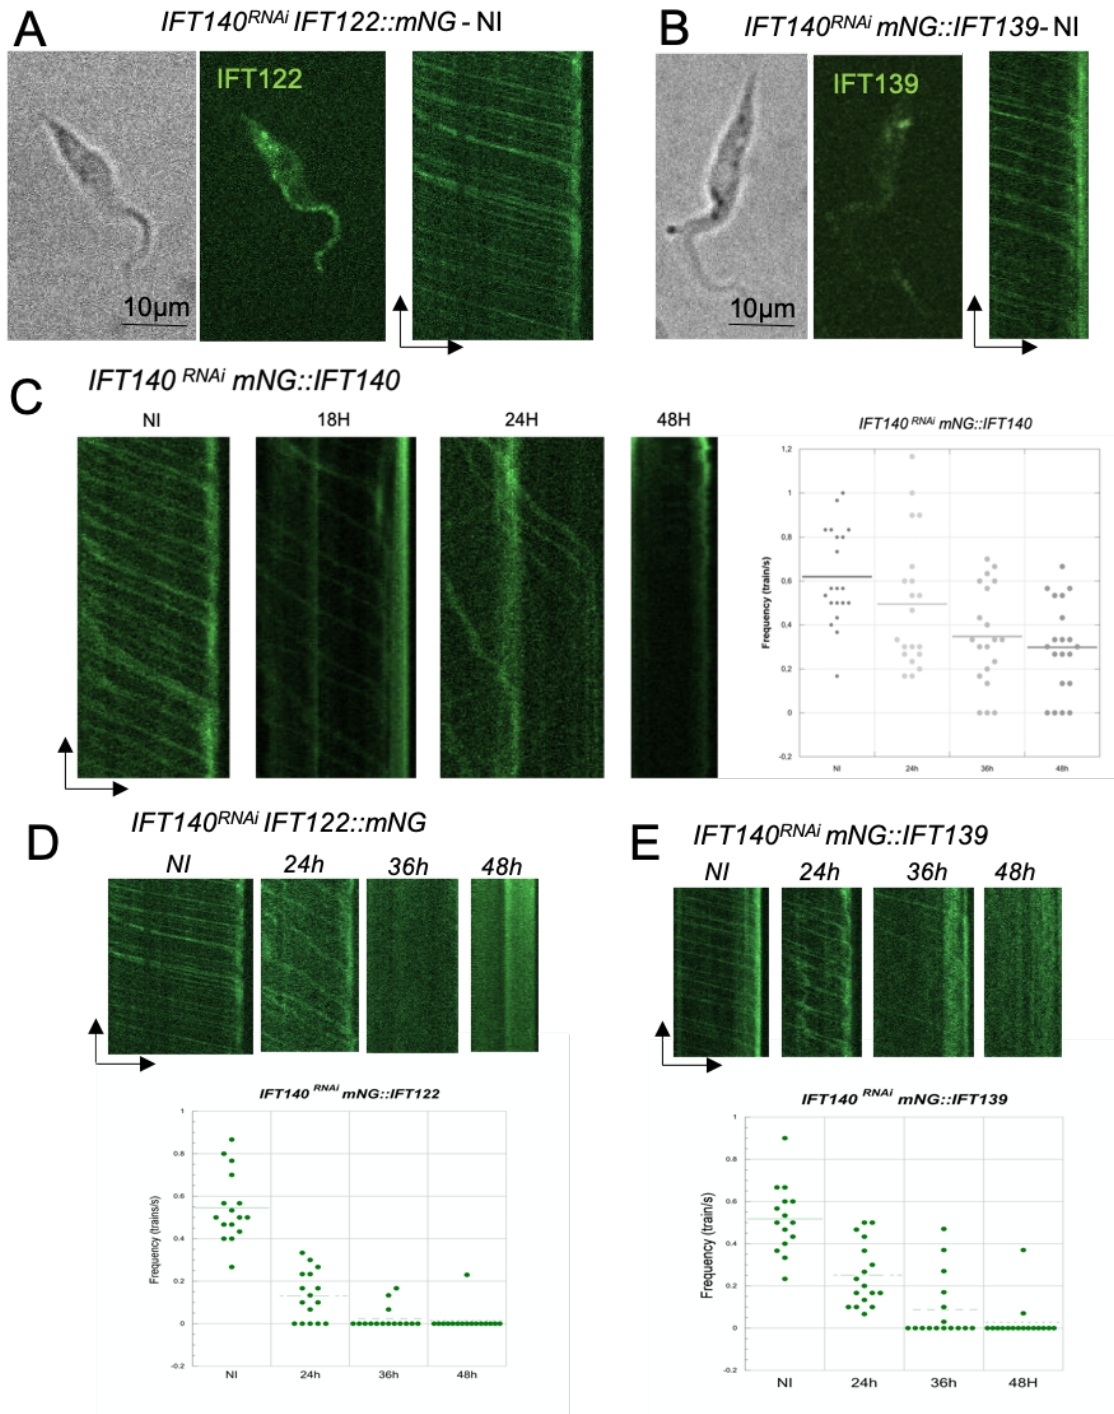 A
IFT140RNAi IFT122::mNG - NI
IFT122
10µm
B
IFT140RNAi mNG::IFT139- NI
IFT139
10µm
C
IFT140 RNAi mNG::IFT140
NI 18H 24H 48H
IFT140 RNAi mNG::IFT140
Frequency (train/s)
1,2
1
0,8
0,6
0,4
0,2
0
-0,2
NI 24h 36h 48h
D
IFT140RNAi IFT122::mNG
NI 24h 36h 48h
IFT140 RNAi mNG::IFT122
Frequency (trains/s)
1
0.8
0.6
0.4
0.2
0
-0.2
NI 24h 36h 48h
E
IFT140RNAi mNG::IFT139
NI 24h 36h 48h
IFT140 RNAi mNG::IFT139
Frequency (train/s)
1
0.8
0.6
0.4
0.2
0
-0.2
NI 24h 36h 48H